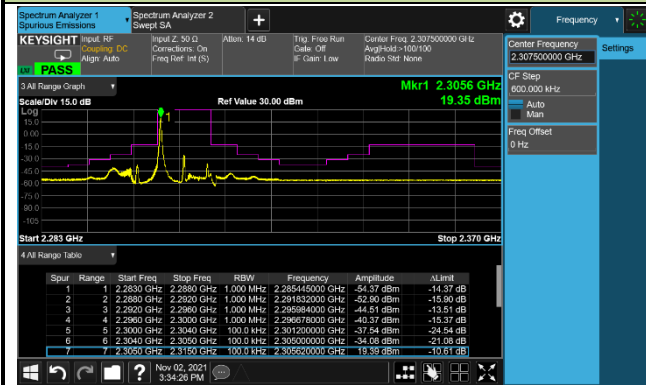 Spectrum Analyzer 1
Spurious Emissions
Spectrum Analyzer 2
Swept SA
Frequency
KEYSIGHT
Input: RF
Coupling: DC
Align: Auto
Input Z: 50 Ω
Corrections: On
Freq Ref: Int (S)
Atten: 14 dB
Trig: Free Run
Gate: Off
IF Gain: Low
Center Freq: 2.307500000 GHz
Avg|Hold:>100/100
Radio Std: None
PASS
Center Frequency
2.307500000 GHz
Settings
CF Step
600.000 kHz
Auto
Man
Freq Offset
0 Hz
3 All Range Graph
Mkr1 2.3056 GHz
19.35 dBm
Scale/Div 15.0 dB
Ref Value 30.00 dBm
Log
15.0
0.00
-15.0
-30.0
-45.0
-60.0
-75.0
-90.0
-105
1
Start 2.283 GHz
Stop 2.370 GHz
4 All Range Table
Spur Range Start Freq Stop Freq RBW Frequency Amplitude ΔLimit
1 1 2.2830 GHz 2.2880 GHz 1.000 MHz 2.285445000 GHz -54.37 dBm -14.37 dB
2 2 2.2880 GHz 2.2920 GHz 1.000 MHz 2.291832000 GHz -52.90 dBm -15.90 dB
3 3 2.2920 GHz 2.2960 GHz 1.000 MHz 2.295984000 GHz -44.51 dBm -13.51 dB
4 4 2.2960 GHz 2.3000 GHz 1.000 MHz 2.296678000 GHz -40.37 dBm -15.37 dB
5 5 2.3000 GHz 2.3040 GHz 100.0 kHz 2.301200000 GHz -37.54 dBm -24.54 dB
6 6 2.3040 GHz 2.3050 GHz 100.0 kHz 2.305000000 GHz -34.08 dBm -21.08 dB
7 7 2.3050 GHz 2.3150 GHz 100.0 kHz 2.305620000 GHz 19.39 dBm -10.61 dB
?
Nov 02, 2021
3:34:26 PM